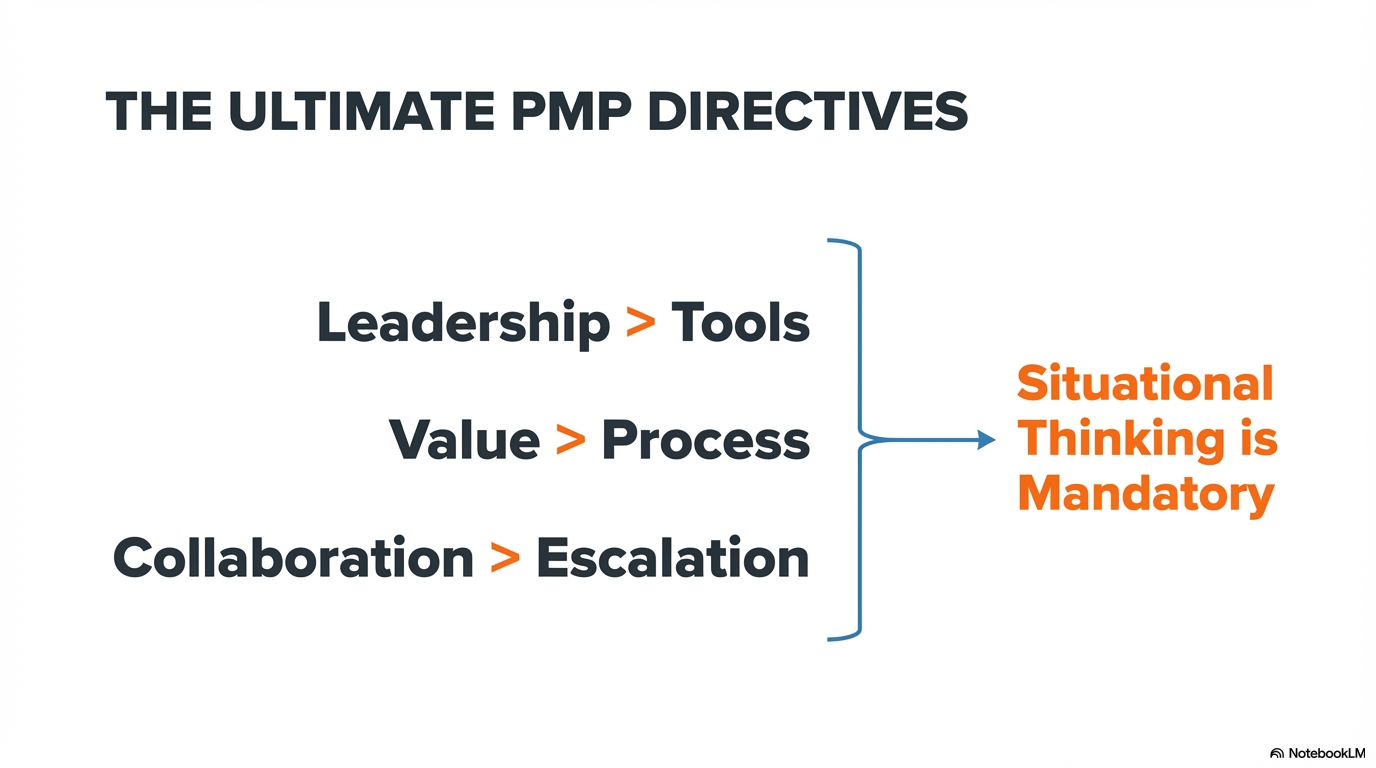 THE ULTIMATE PMP DIRECTIVES
Leadership > Tools
Value > Process
Collaboration > Escalation
Situational
Thinking is
Mandatory
NotebookLM